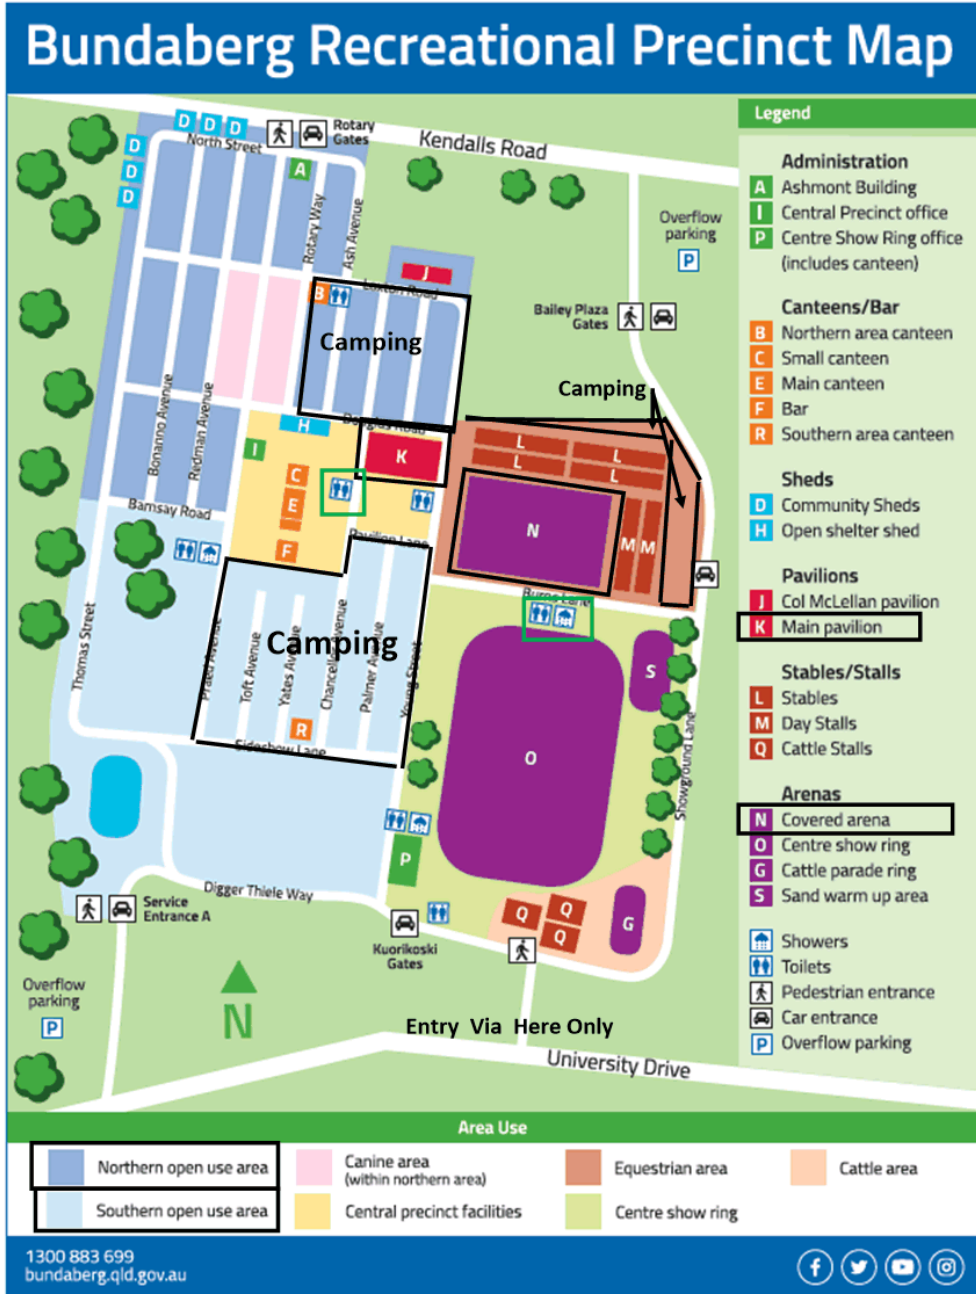 Bundaberg Recreational Precinct Map
D D D
Rotary
Gates
North Street
Kendalls Road
D
D
D
A
Rotary Way
Ash Avenue
Overflow
parking
P
J
Loxton Road
B
Bailey Plaza
Gates
Camping
Camping
Bonanno Avenue
Redman Avenue
Douglas Road
H
I
K
L
L
L
L
C
E
F
N
M M
Bamsay Road
Pavilion Lane
Burns Lane
Thomas Street
Camping
Toft Avenue
Yates Avenue
Chancellor Avenue
Palmer Avenue
Young Street
S
R
Sideshow Lane
O
Showground Lane
P
Digger Thiele Way
Service
Entrance A
Q
Q
Q
G
Kuorikoski
Gates
Overflow
parking
P
N
Entry Via Here Only
University Drive
Legend
Administration
A Ashmont Building
I Central Precinct office
P Centre Show Ring office
(includes canteen)
Canteens/Bar
B Northern area canteen
C Small canteen
E Main canteen
F Bar
R Southern area canteen
Sheds
D Community Sheds
H Open shelter shed
Pavilions
J Col McLellan pavilion
K Main pavilion
Stables/Stalls
L Stables
M Day Stalls
Q Cattle Stalls
Arenas
N Covered arena
O Centre show ring
G Cattle parade ring
S Sand warm up area
Showers
Toilets
Pedestrian entrance
Car entrance
P Overflow parking
Area Use
Northern open use area
Southern open use area
Canine area
(within northern area)
Central precinct facilities
Equestrian area
Centre show ring
Cattle area
1300 883 699
bundaberg.qld.gov.au